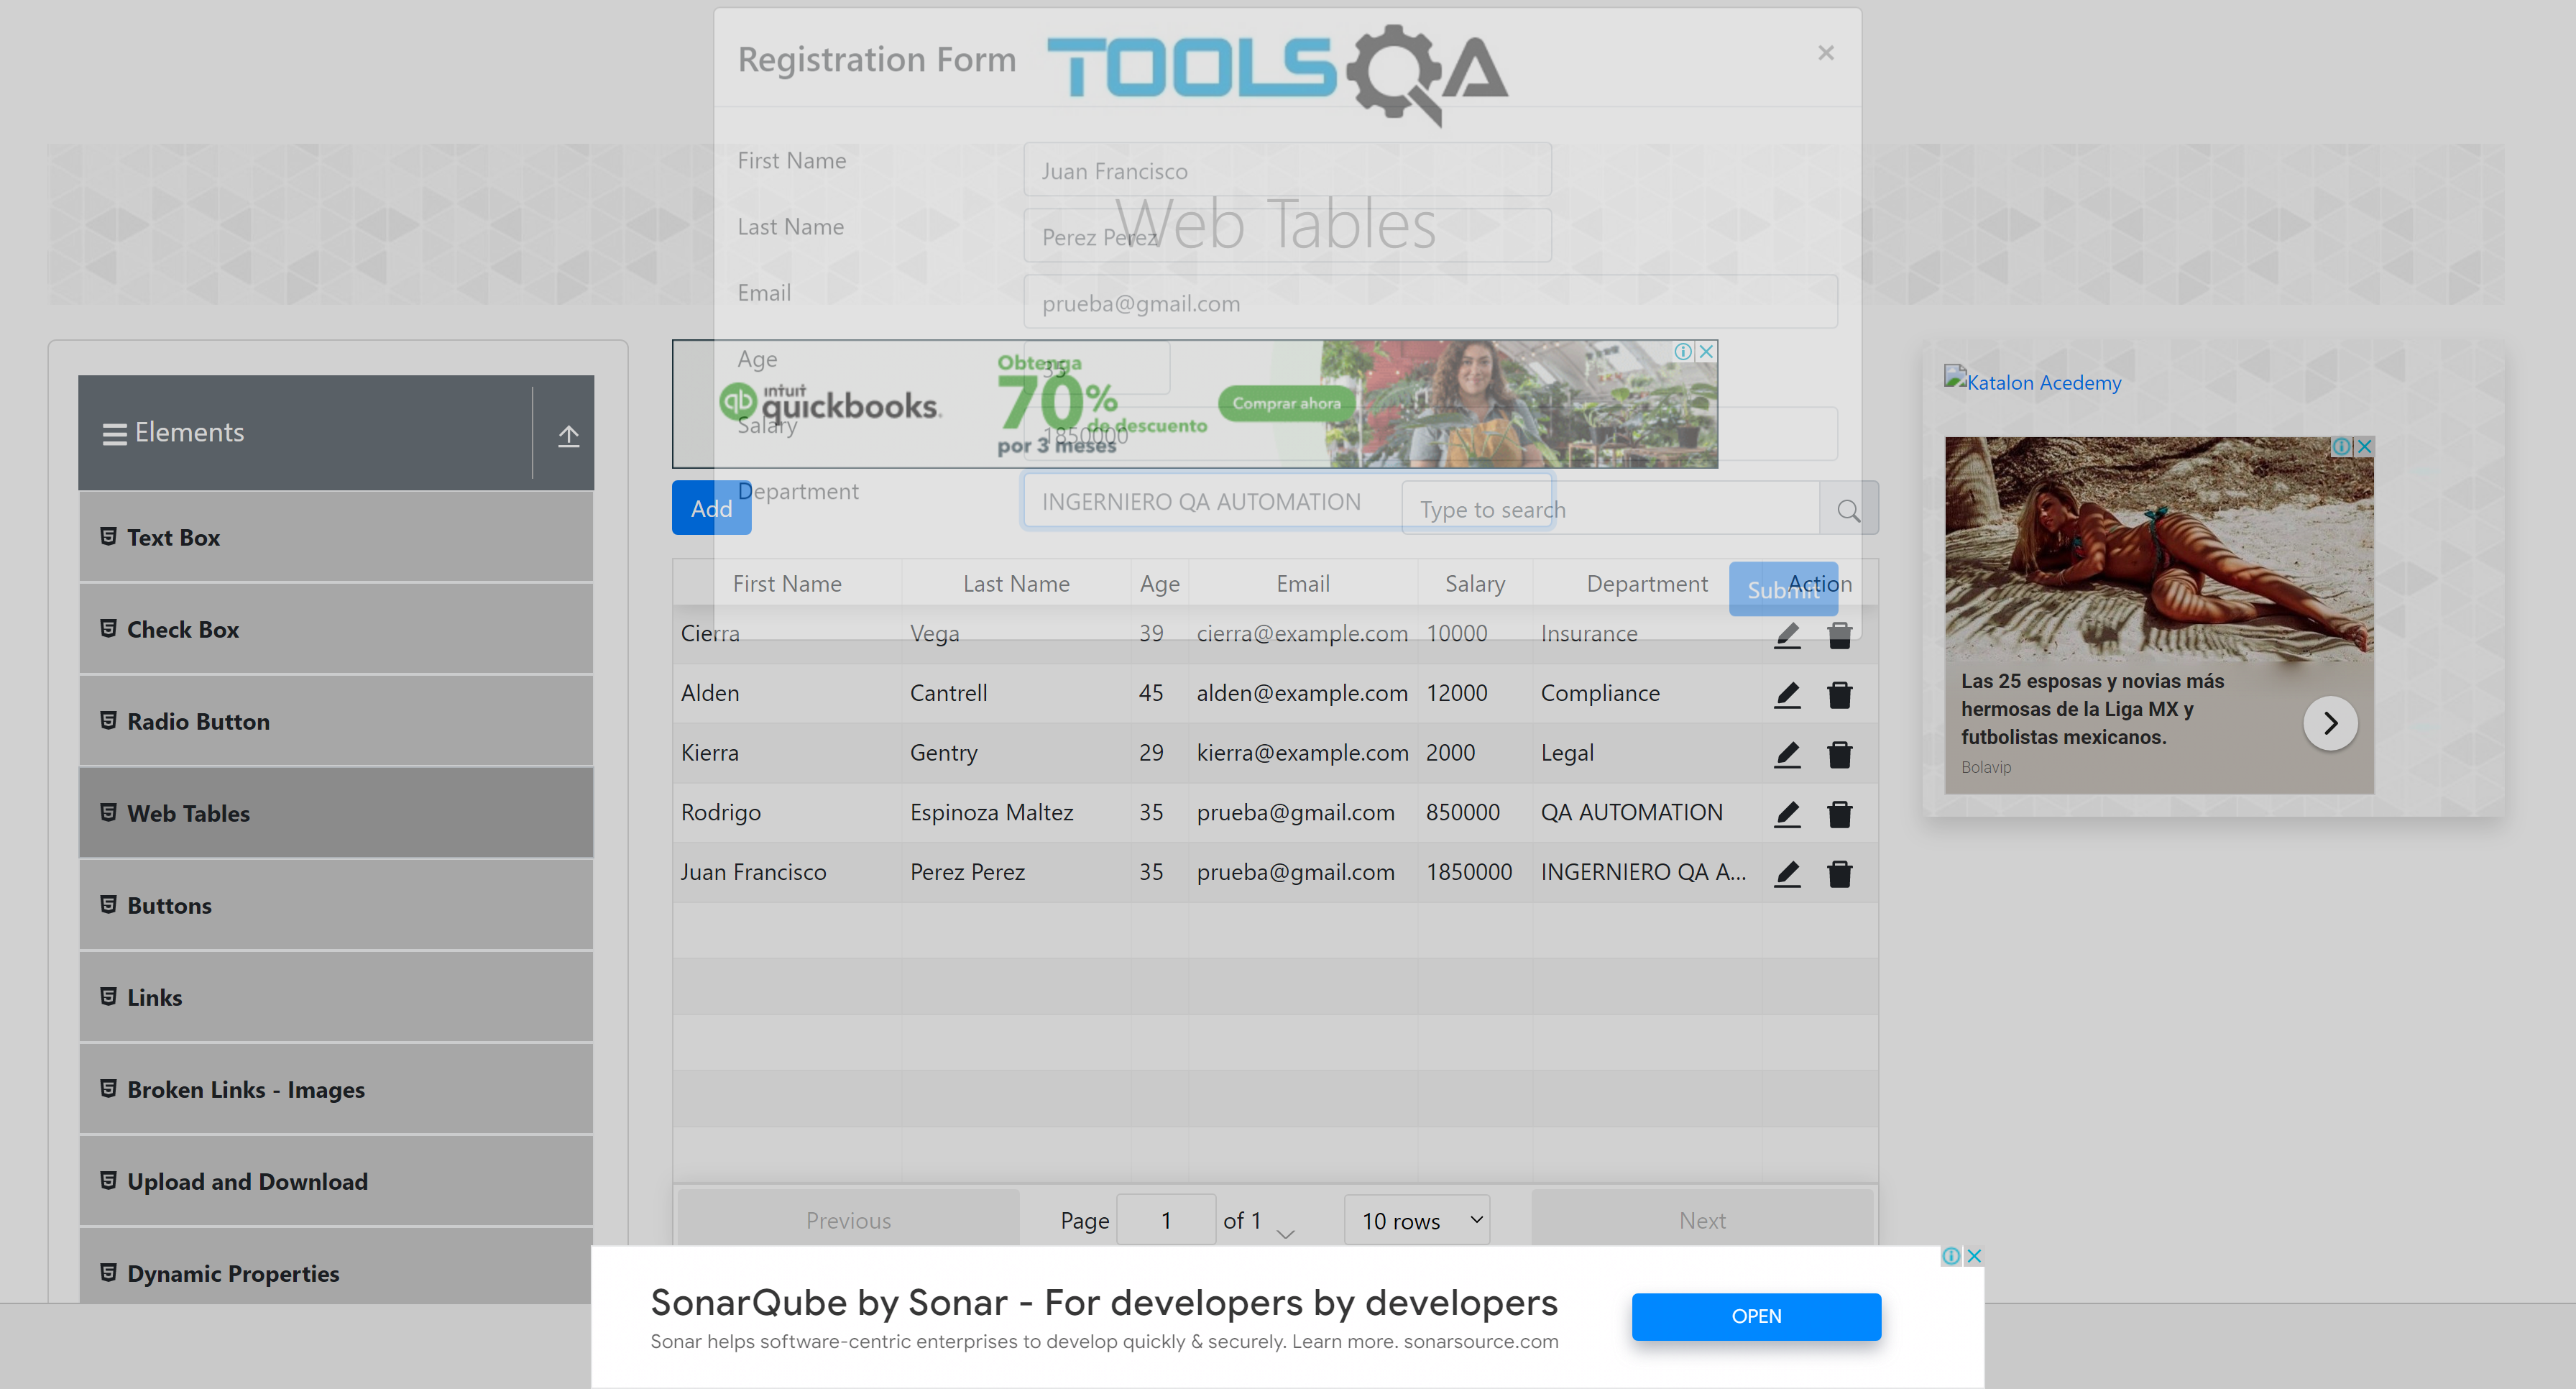 Registration Form
TOOLSQA
×
First Name
Juan Francisco
Web Tables
Last Name
Perez Perez
Email
prueba@gmail.com
Age
35
Salary
1850000
Department
INGERNIERO QA AUTOMATION
Submit
intuit
quickbooks.
Obtenga
70%
de descuento
por 3 meses
Comprar ahora
Elements
Text Box
Check Box
Radio Button
Web Tables
Buttons
Links
Broken Links - Images
Upload and Download
Dynamic Properties
Add
Type to search
First Name Last Name Age Email Salary Department Action
Cierra Vega 39 cierra@example.com 10000 Insurance
Alden Cantrell 45 alden@example.com 12000 Compliance
Kierra Gentry 29 kierra@example.com 2000 Legal
Rodrigo Espinoza Maltez 35 prueba@gmail.com 850000 QA AUTOMATION
Juan Francisco Perez Perez 35 prueba@gmail.com 1850000 INGERNIERO QA A...
Previous Page 1 of 1 10 rows Next
Katalon Acedemy
Las 25 esposas y novias más
hermosas de la Liga MX y
futbolistas mexicanos.
Bolavip
SonarQube by Sonar - For developers by developers
Sonar helps software-centric enterprises to develop quickly & securely. Learn more. sonarsource.com
OPEN